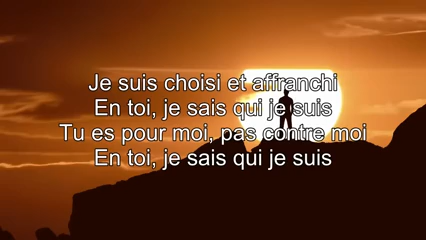 Je suis choisi et affranchi
En toi, je sais qui je suis
Tu es pour moi, pas contre moi
En toi, je sais qui je suis